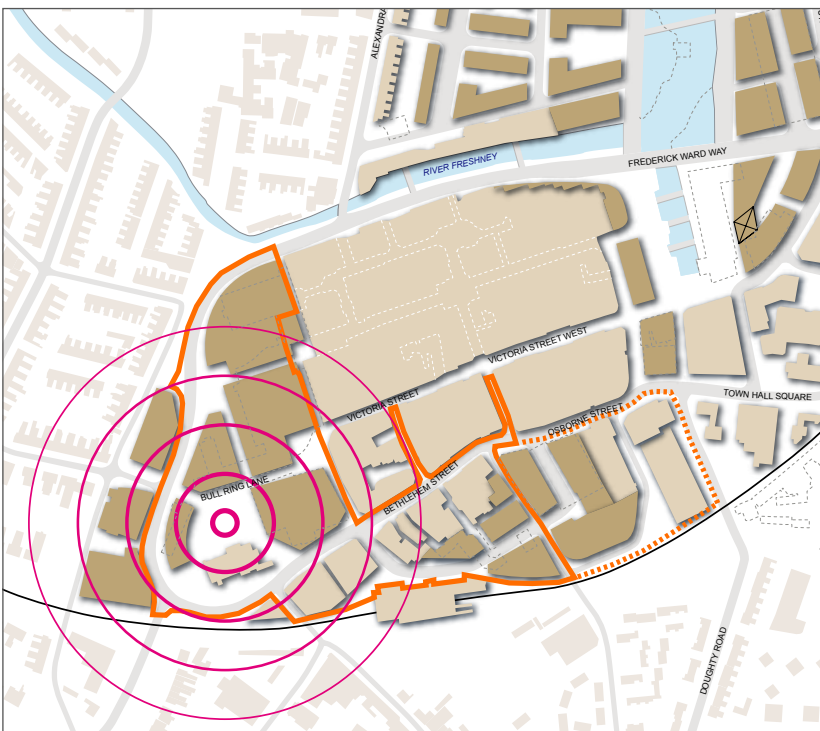 ALEXANDRA
RIVER FRESHNEY
FREDERICK WARD WAY
VICTORIA STREET WEST
VICTORIA STREET
TOWN HALL SQUARE
OSBORNE STREET
BETHLEHEM STREET
BULL RING LANE
DOUGHTY ROAD